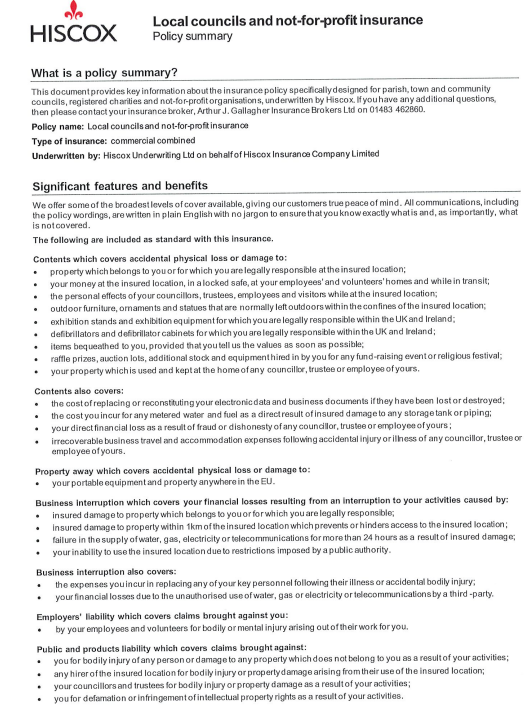 HISCOX
Local councils and not-for-profit insurance
Policy summary
What is a policy summary?
This document provides key information about the insurance policy specifically designed for parish, town and community
councils, registered charities and not-for-profit organisations, underwritten by Hiscox. If you have any additional questions,
then please contact your insurance broker, Arthur J. Gallagher Insurance Brokers Ltd on 01483 462860.
Policy name: Local councils and not-for-profit insurance
Type of insurance: commercial combined
Underwritten by: Hiscox Underwriting Ltd on behalf of Hiscox Insurance Company Limited
Significant features and benefits
We offer some of the broadest levels of cover available, giving our customers true peace of mind. All communications, including
the policy wordings, are written in plain English with no jargon to ensure that you know exactly what is and, as importantly, what
is not covered.
The following are included as standard with this insurance.
Contents which covers accidental physical loss or damage to:
• property which belongs to you or for which you are legally responsible at the insured location;
• your money at the insured location, in a locked safe, at your employees' and volunteers' homes and while in transit;
• the personal effects of your councillors, trustees, employees and visitors while at the insured location;
• outdoor furniture, ornaments and statues that are normally left outdoors within the confines of the insured location;
• exhibition stands and exhibition equipment for which you are legally responsible within the UK and Ireland;
• defibrillators and defibrillator cabinets for which you are legally responsible within the UK and Ireland;
• items bequeathed to you, provided that you tell us the values as soon as possible;
• raffle prizes, auction lots, additional stock and equipment hired in by you for any fund-raising event or religious festival;
• your property which is used and kept at the home of any councillor, trustee or employee of yours.
Contents also covers:
• the cost of replacing or reconstituting your electronic data and business documents if they have been lost or destroyed;
• the cost you incur for any metered water and fuel as a direct result of insured damage to any storage tank or piping;
• your direct financial loss as a result of fraud or dishonesty of any councillor, trustee or employee of yours;
• irrecoverable business travel and accommodation expenses following accidental injury or illness of any councillor, trustee or
employee of yours.
Property away which covers accidental physical loss or damage to:
• your portable equipment and property anywhere in the EU.
Business interruption which covers your financial losses resulting from an interruption to your activities caused by:
• insured damage to property which belongs to you or for which you are legally responsible;
• insured damage to property within 1km of the insured location which prevents or hinders access to the insured location;
• failure in the supply of water, gas, electricity or telecommunications for more than 24 hours as a result of insured damage;
• your inability to use the insured location due to restrictions imposed by a public authority.
Business interruption also covers:
• the expenses you incur in replacing any of your key personnel following their illness or accidental bodily injury;
• your financial losses due to the unauthorised use of water, gas or electricity or telecommunications by a third -party.
Employers' liability which covers claims brought against you:
• by your employees and volunteers for bodily or mental injury arising out of their work for you.
Public and products liability which covers claims brought against:
• you for bodily injury of any person or damage to any property which does not belong to you as a result of your activities;
• any hirer of the insured location for bodily injury or property damage arising from their use of the insured location;
• your councillors and trustees for bodily injury or property damage as a result of your activities;
• you for defamation or infringement of intellectual property rights as a result of your activities.